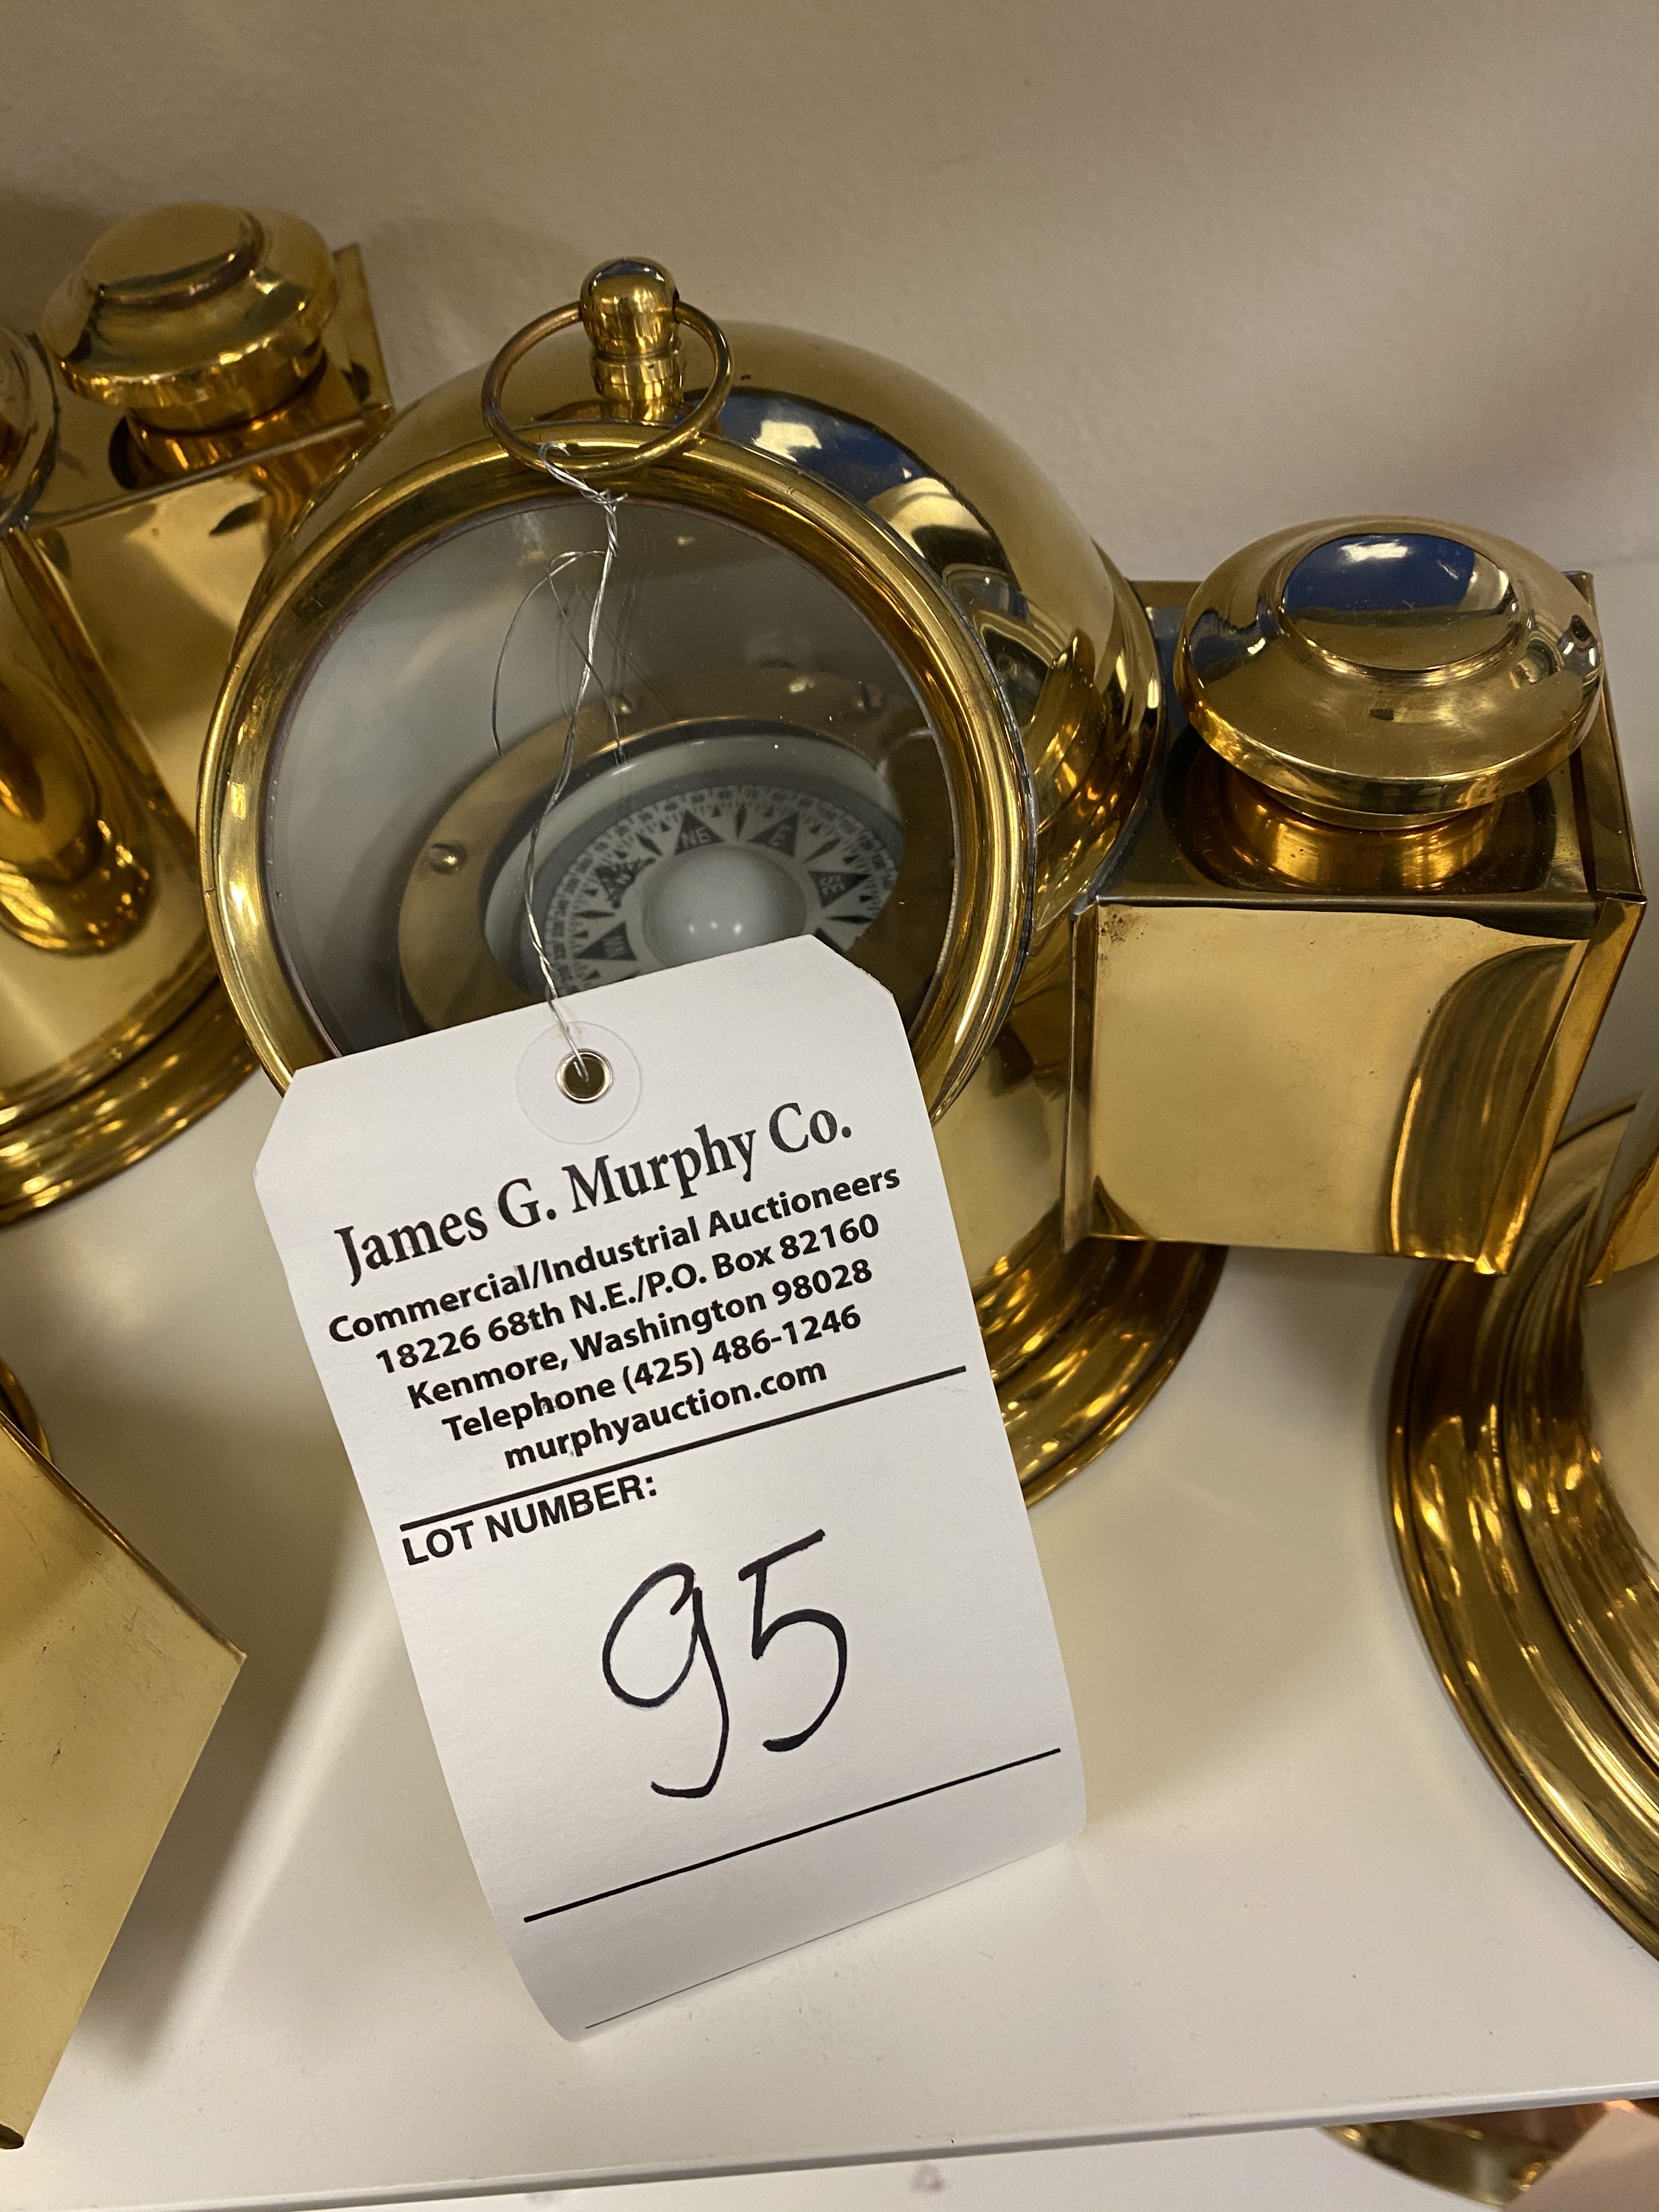 NE
E
SE
James G. Murphy Co.
Commercial/Industrial Auctioneers
18226 68th N.E./P.O. Box 82160
Kenmore, Washington 98028
Telephone (425) 486-1246
murphyauction.com
LOT NUMBER:
95